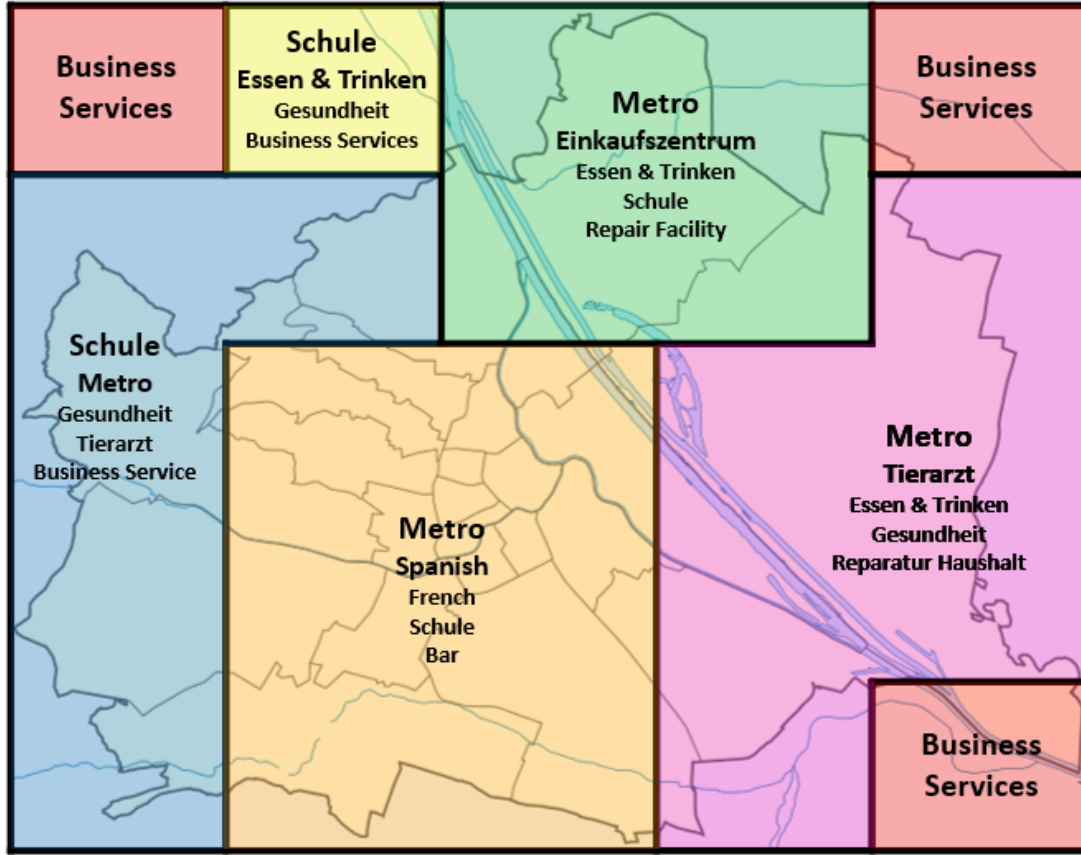 Business
Services
Schule
Essen & Trinken
Gesundheit
Business Services
Metro
Einkaufszentrum
Essen & Trinken
Schule
Repair Facility
Business
Services
Schule
Metro
Gesundheit
Tierarzt
Business Service
Metro
Spanish
French
Schule
Bar
Metro
Tierarzt
Essen & Trinken
Gesundheit
Reparatur Haushalt
Business
Services